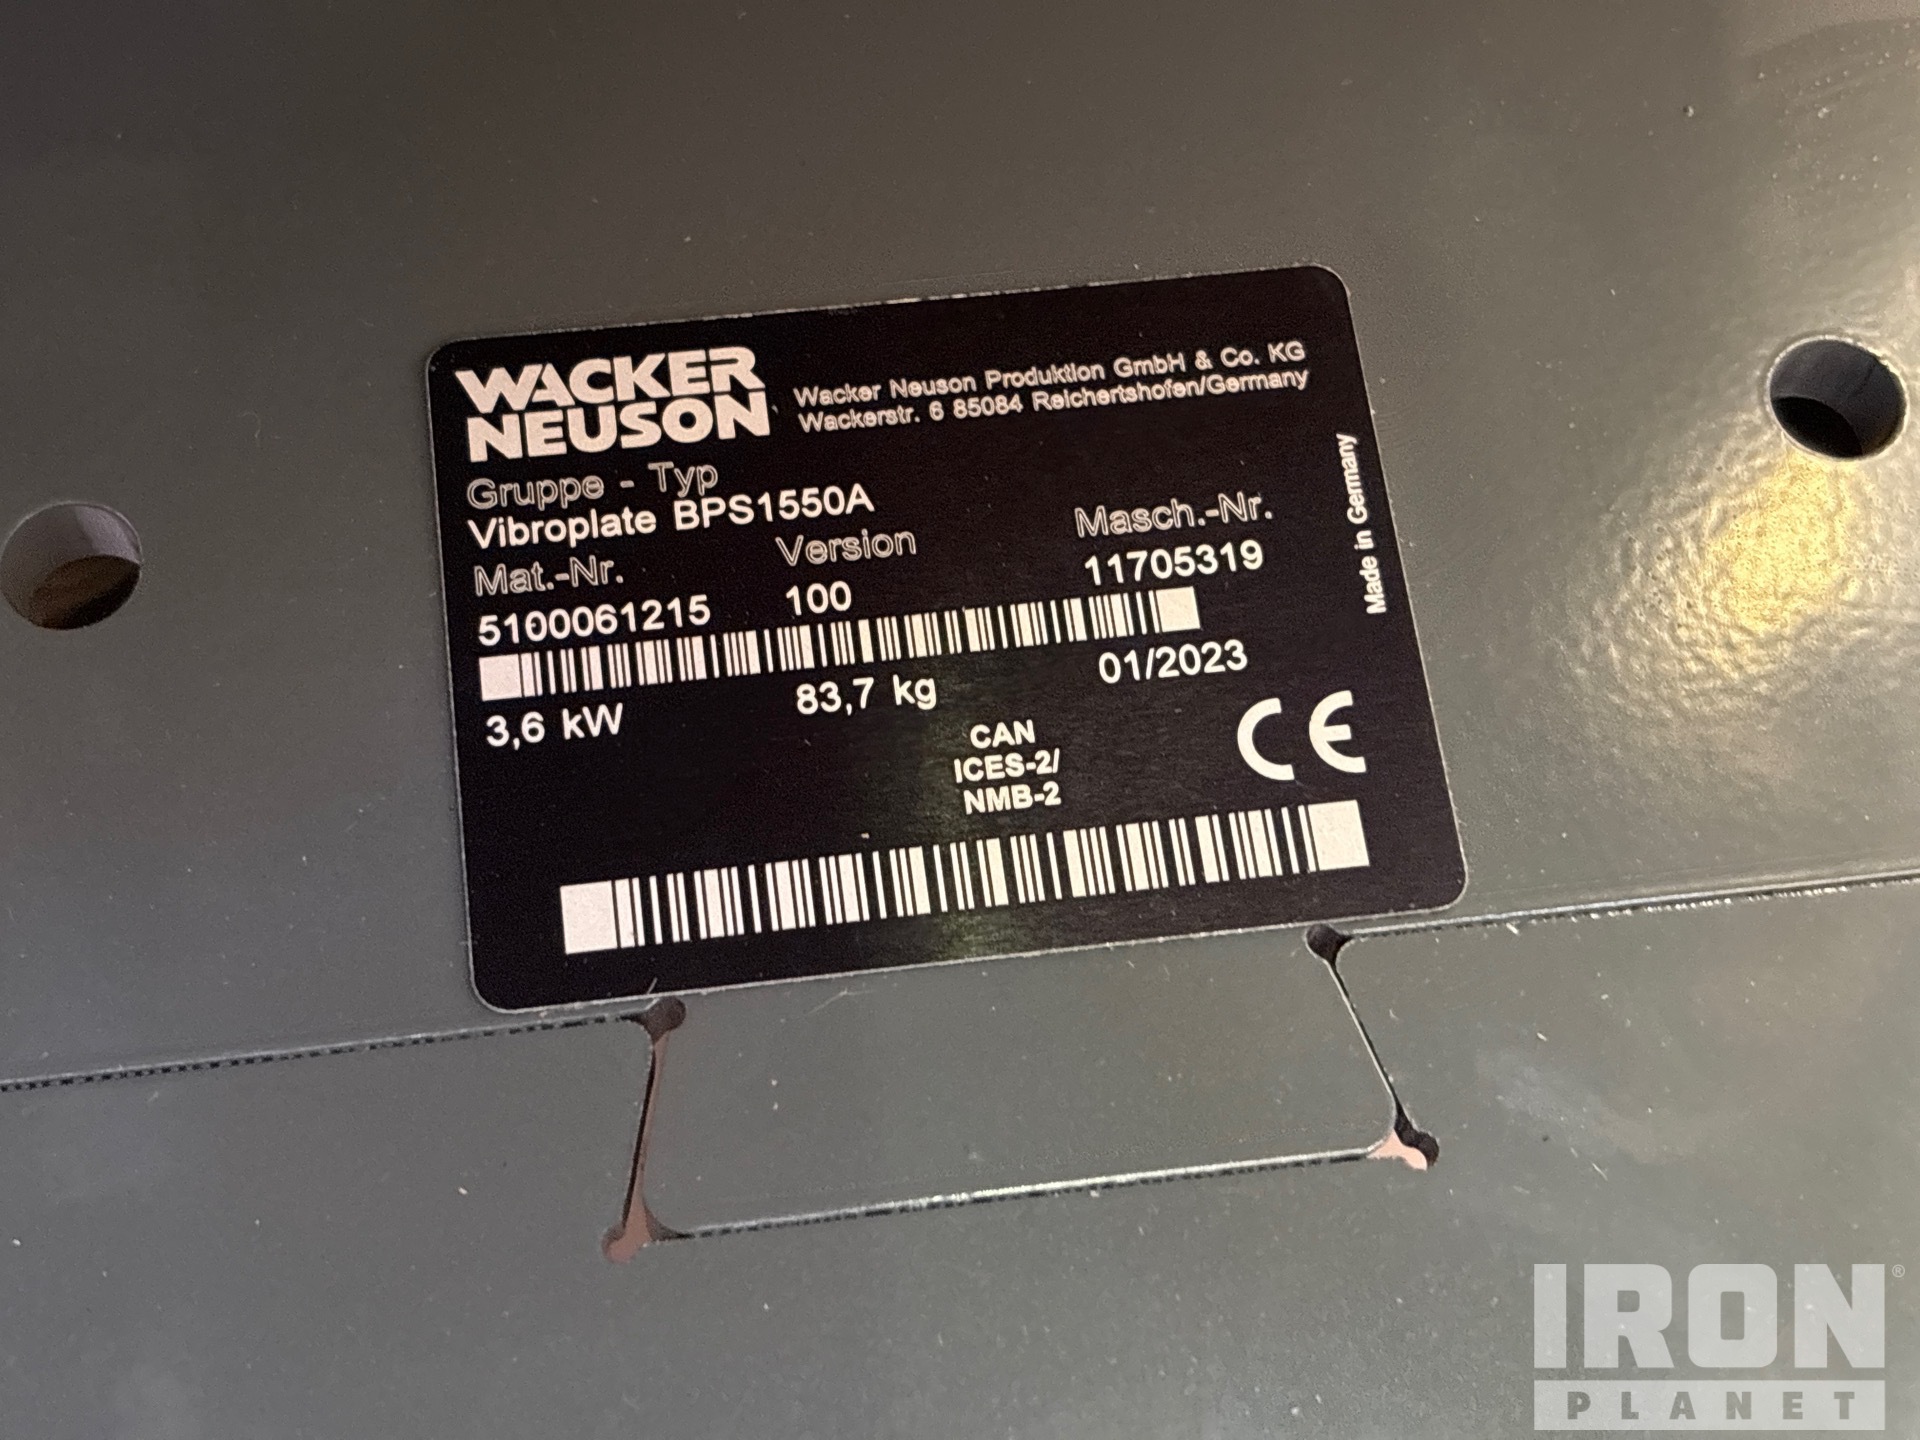 WACKER
NEUSON
Wacker Neuson Produktion GmbH & Co. KG
Wackerstr. 6 85084 Reichertshofen/Germany
Gruppe - Typ
Vibroplate BPS1550A
Mat.-Nr. Version Masch.-Nr.
5100061215 100 11705319
3,6 kW 83,7 kg 01/2023
CAN
ICES-2/
NMB-2
CE
Made in Germany
IRON®
PLANET